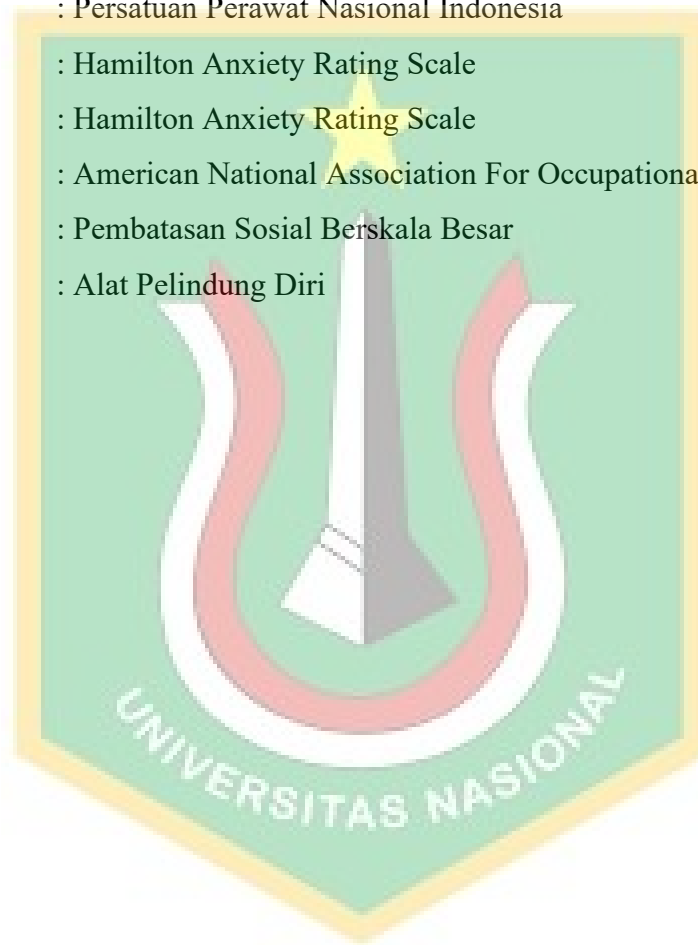 : Persatuan Perawat Nasional Indonesia
: Hamilton Anxiety Rating Scale
: Hamilton Anxiety Rating Scale
: American National Association For Occupationa
: Pembatasan Sosial Berskala Besar
: Alat Pelindung Diri
UNIVERSITAS NASIONAL